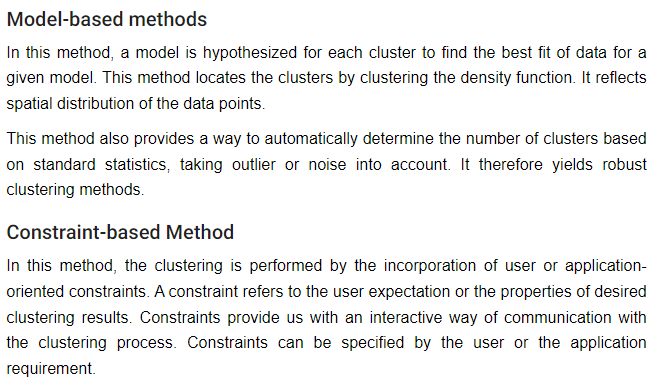 Model-based methods
In this method, a model is hypothesized for each cluster to find the best fit of data for a
given model. This method locates the clusters by clustering the density function. It reflects
spatial distribution of the data points.
This method also provides a way to automatically determine the number of clusters based
on standard statistics, taking outlier or noise into account. It therefore yields robust
clustering methods.
Constraint-based Method
In this method, the clustering is performed by the incorporation of user or application-
oriented constraints. A constraint refers to the user expectation or the properties of desired
clustering results. Constraints provide us with an interactive way of communication with
the clustering process. Constraints can be specified by the user or the application
requirement.